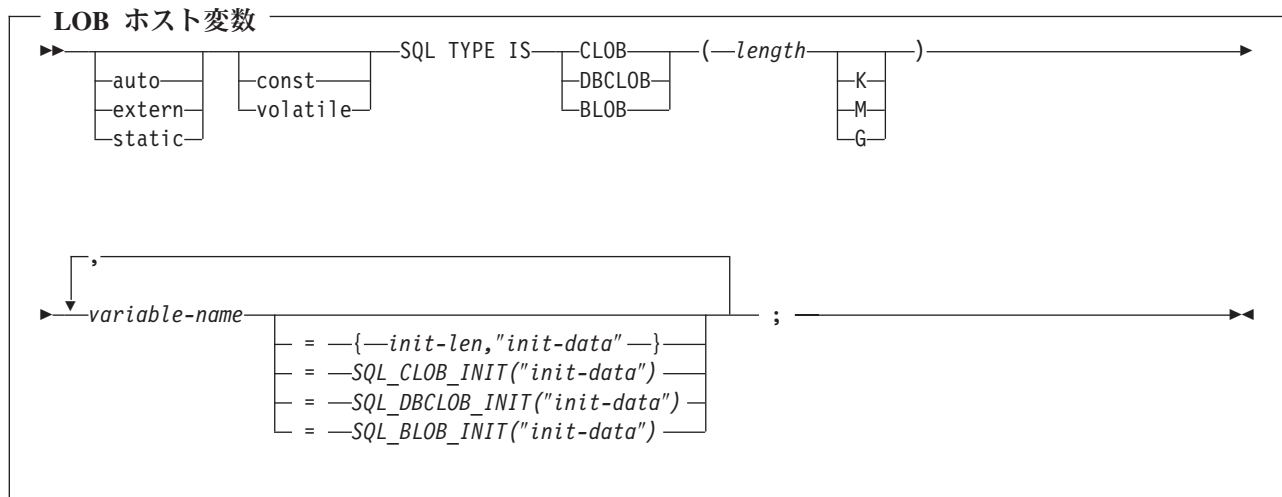 LOB ホスト変数
SQL TYPE IS CLOB ( length )
auto const DBCLOB K
extern volatile BLOB M
static G
,
variable-name ;
= { init-len,"init-data" }
= SQL_CLOB_INIT("init-data")
= SQL_DBCLOB_INIT("init-data")
= SQL_BLOB_INIT("init-data")